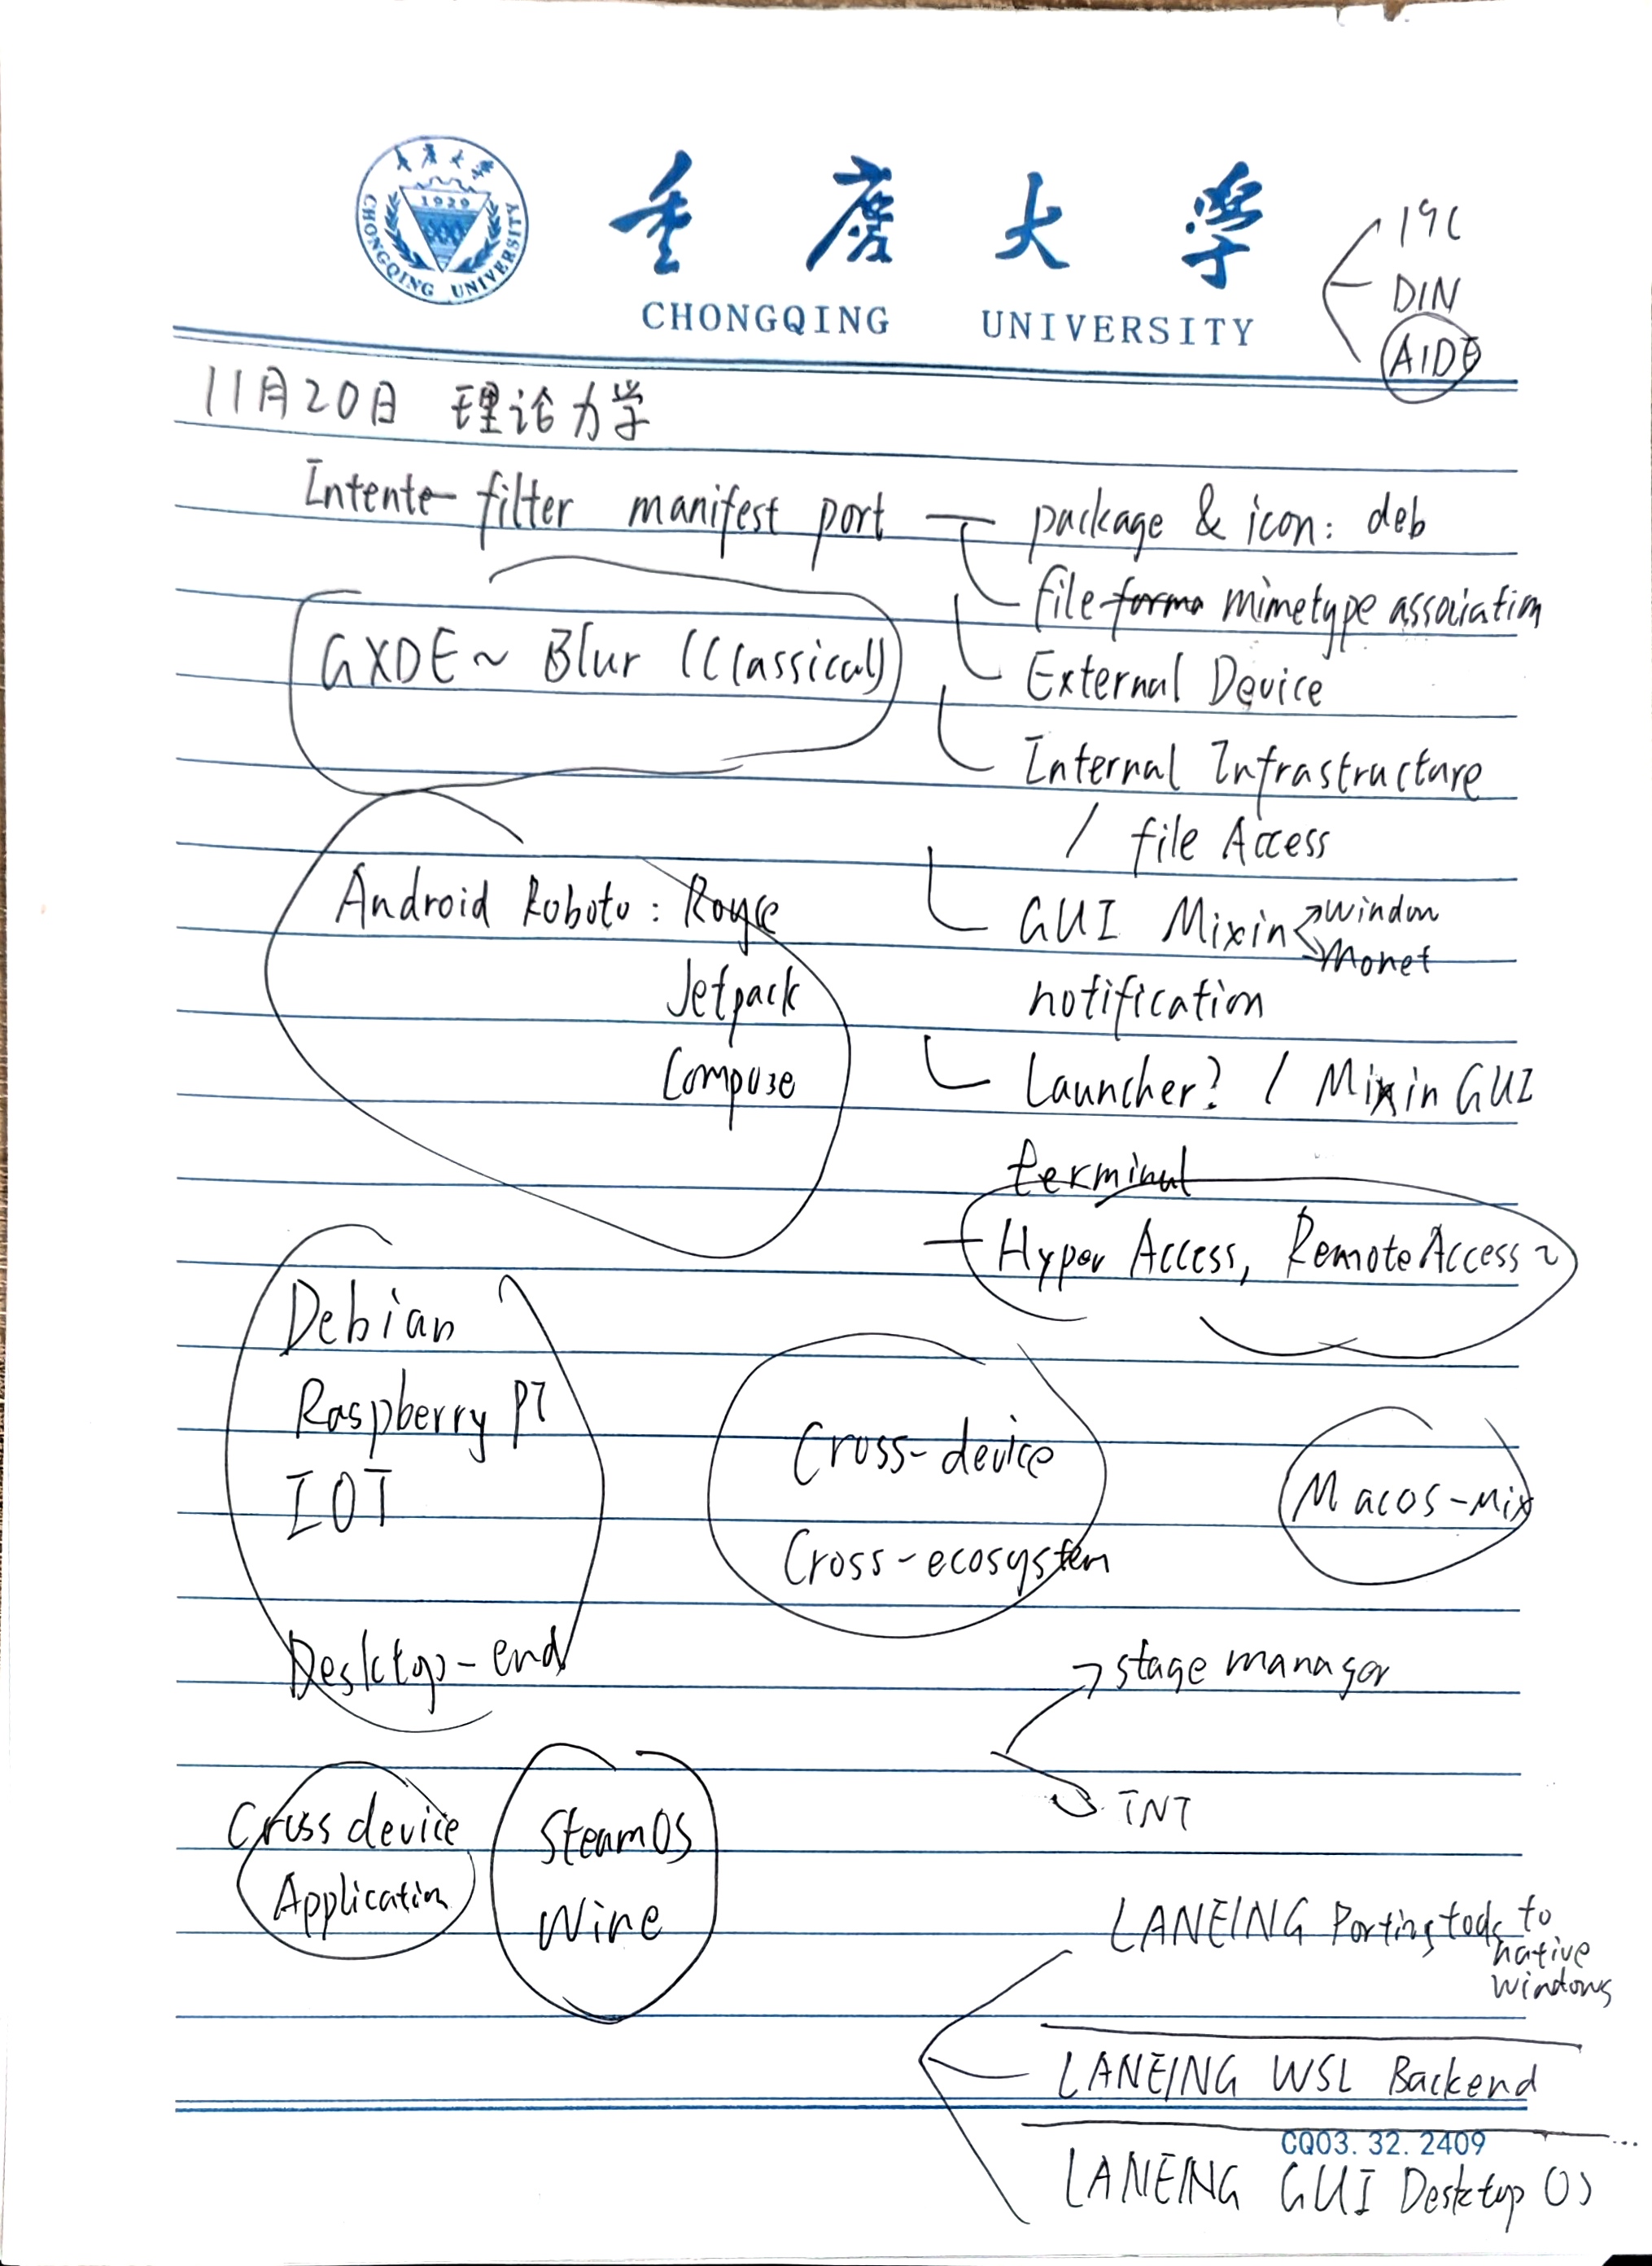 重庆大学
1929
CHONGQING UNIVERSITY
CHONGQING UNIVERSITY
DIN
AIDE
11月20日 理论力学
Intente-filter manifest port
package & icon: deb
file forma mimetype association
External Device
Internal Infrastructure
/ file Access
GUI Mixin
Window
Monet
notification
Launcher? / Mixin GUI
terminal
Hyper Access, Remote Access ~
GXDE ~ Blur (Classical)
Android Roboto: Royce
Jetpack
Compose
Debian
Raspberry PI
IOT
Desktop-end
Cross-device
Cross-ecosystem
Macos-Mix
stage manager
TNT
Cross device
Application
SteamOS
Wine
LANEING Porting tools to
native
windows
LANEING WSL Backend
CQ03.32.2409
LANEING GUI Desktop OS